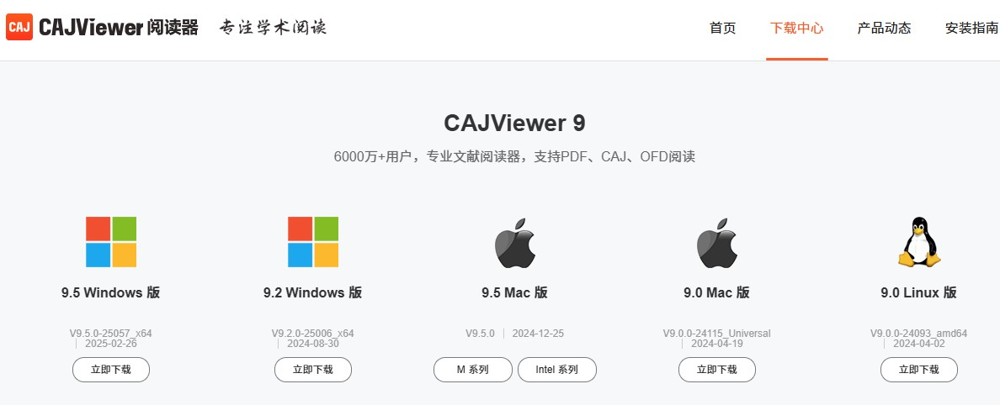 CAJ CAJViewer 阅读器 专注学术阅读 首页 下载中心 产品动态 安装指南
CAJViewer 9
6000万+用户，专业文献阅读器，支持PDF、CAJ、OFD阅读
9.5 Windows 版
V9.5.0-25057_x64
2025-02-26
立即下载
9.2 Windows 版
V9.2.0-25006_x64
2024-08-30
立即下载
9.5 Mac 版
V9.5.0 2024-12-25
M 系列 Intel 系列
9.0 Mac 版
V9.0.0-24115_Universal
2024-04-19
立即下载
9.0 Linux 版
V9.0.0-24093_amd64
2024-04-02
立即下载